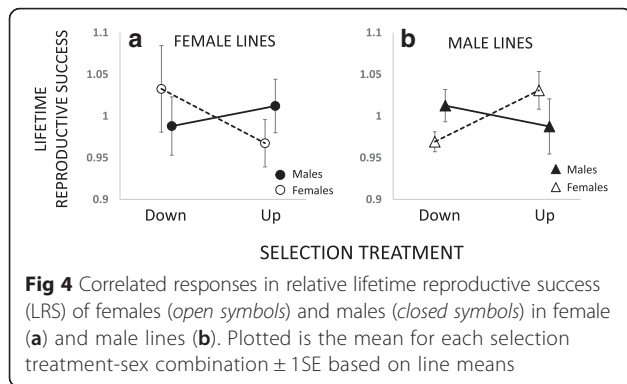 a FEMALE LINES
b MALE LINES
LIFETIME
REPRODUCTIVE SUCCESS
1.1
1.05
1
0.95
0.9
Down Up
Males
Females
1.1
1.05
1
0.95
0.9
Down Up
Males
Females
SELECTION TREATMENT
Fig 4 Correlated responses in relative lifetime reproductive success
(LRS) of females (open symbols) and males (closed symbols) in female
(a) and male lines (b). Plotted is the mean for each selection
treatment-sex combination ± 1SE based on line means